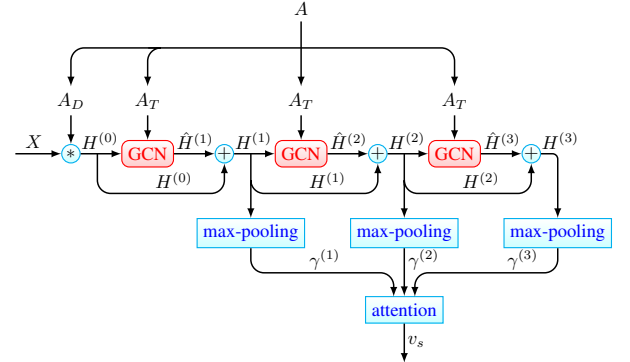 A
A_D A_T A_T A_T
X * H^{(0)} GCN Ĥ^{(1)} + H^{(1)} GCN Ĥ^{(2)} + H^{(2)} GCN Ĥ^{(3)} + H^{(3)}
H^{(0)} H^{(1)} H^{(2)}
max-pooling max-pooling max-pooling
γ^{(1)} γ^{(2)} γ^{(3)}
attention
v_s